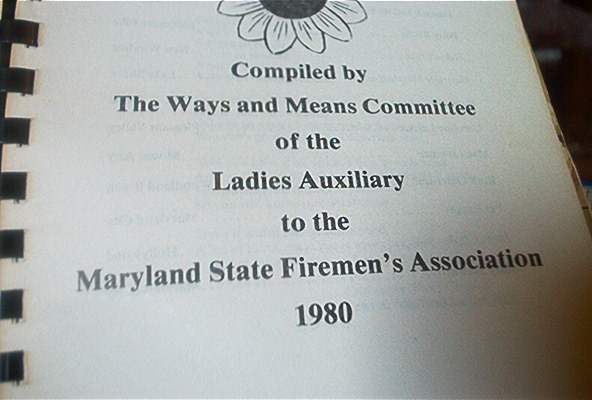 Compiled by
The Ways and Means Committee
of the
Ladies Auxiliary
to the
Maryland State Firemen's Association
1980